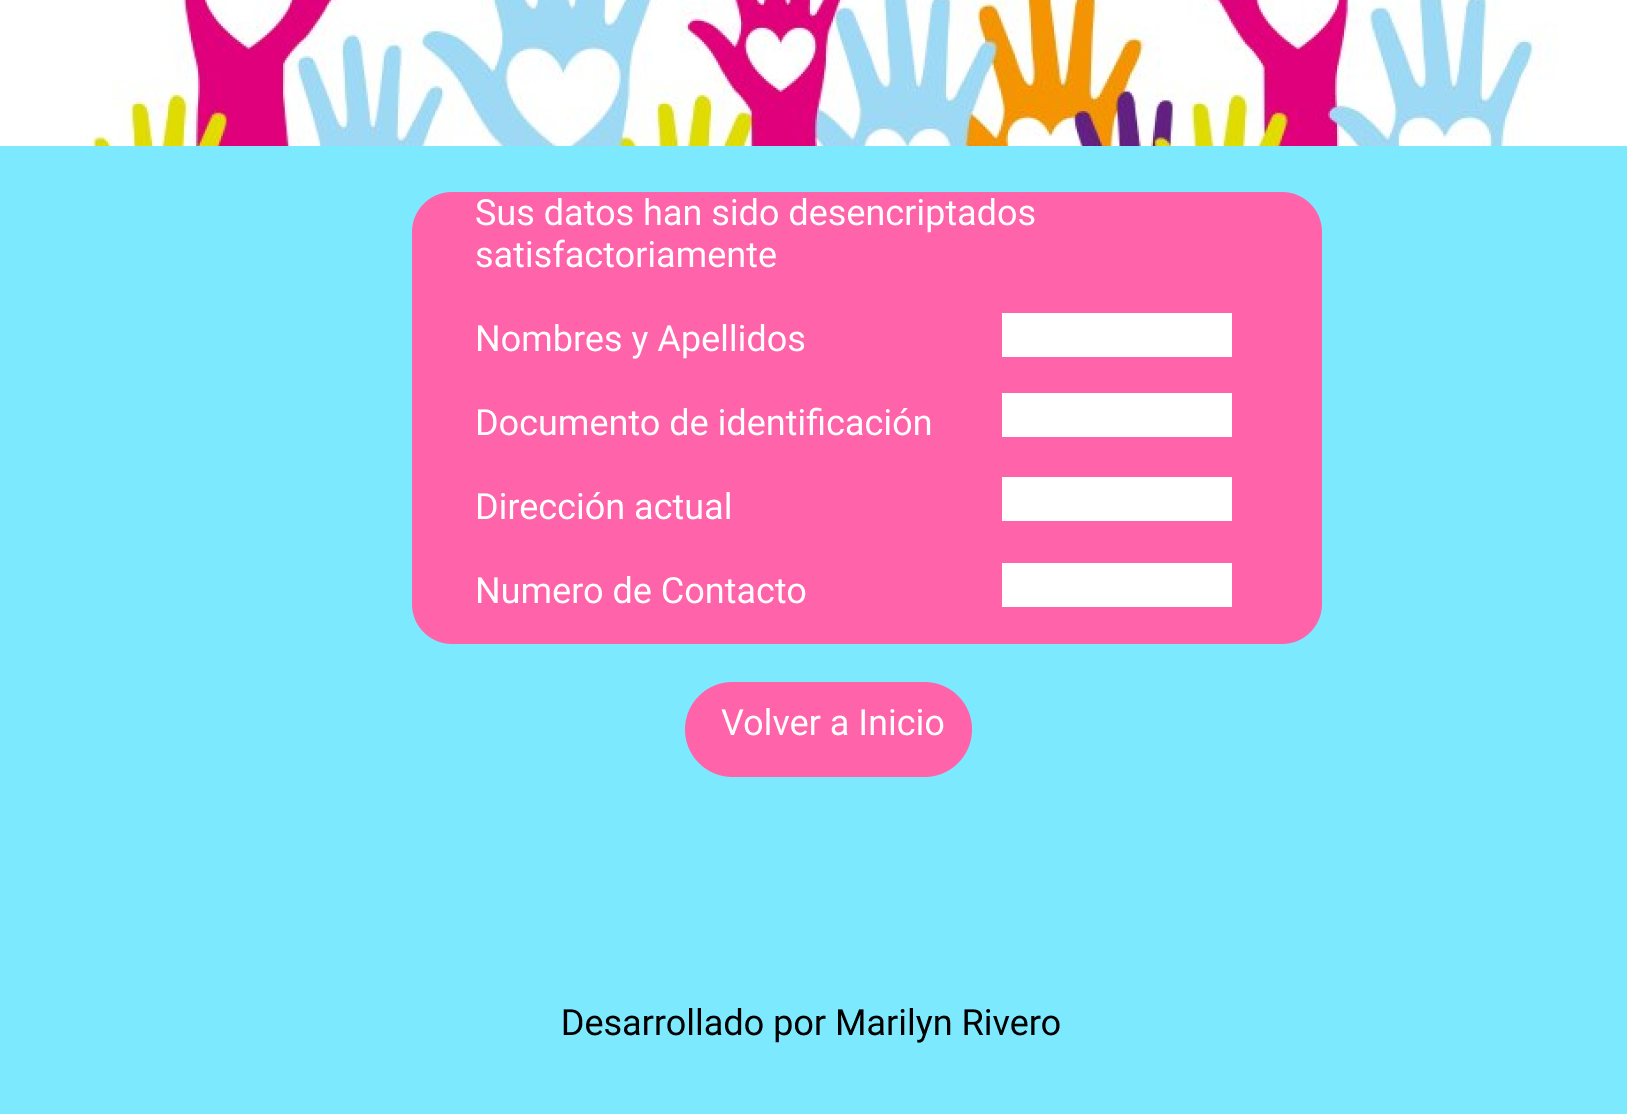 Sus datos han sido desencriptados
satisfactoriamente
Nombres y Apellidos
Documento de identificación
Dirección actual
Numero de Contacto
Volver a Inicio
Desarrollado por Marilyn Rivero